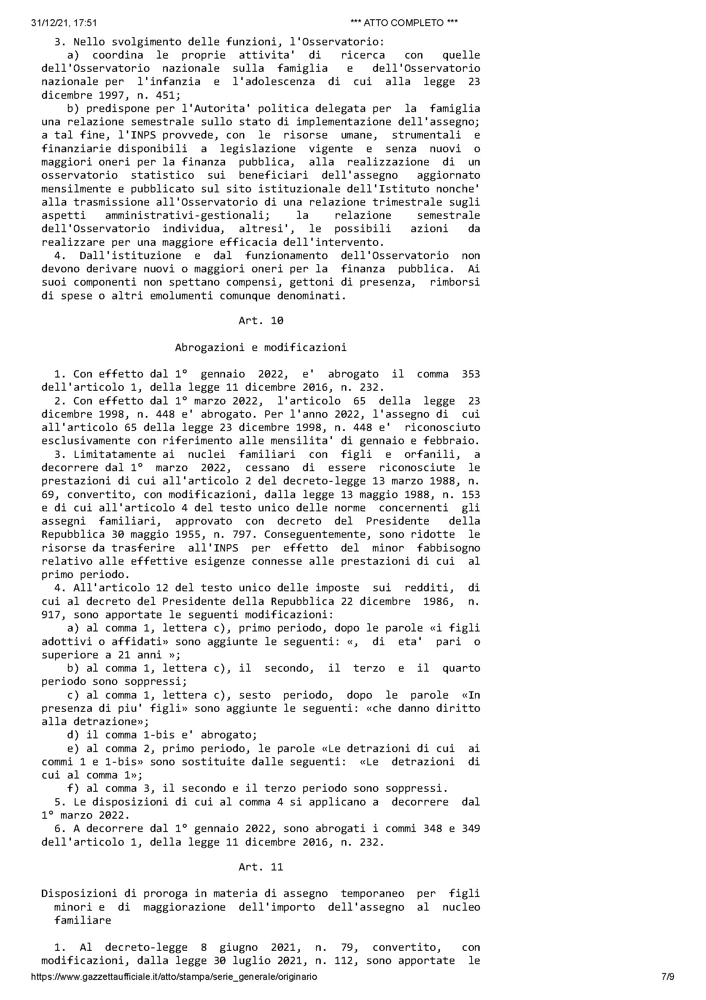 31/12/21, 17:51 *** ATTO COMPLETO ***
3. Nello svolgimento delle funzioni, l'Osservatorio:
a) coordina le proprie attivita' di ricerca con quelle
dell'Osservatorio nazionale sulla famiglia e dell'Osservatorio
nazionale per l'infanzia e l'adolescenza di cui alla legge 23
dicembre 1997, n. 451;
b) predispone per l'Autorita' politica delegata per la famiglia
una relazione semestrale sullo stato di implementazione dell'assegno;
a tal fine, l'INPS provvede, con le risorse umane, strumentali e
finanziarie disponibili a legislazione vigente e senza nuovi o
maggiori oneri per la finanza pubblica, alla realizzazione di un
osservatorio statistico sui beneficiari dell'assegno aggiornato
mensilmente e pubblicato sul sito istituzionale dell'Istituto nonche'
alla trasmissione all'Osservatorio di una relazione trimestrale sugli
aspetti amministrativi-gestionali; la relazione semestrale
dell'Osservatorio individua, altresi', le possibili azioni da
realizzare per una maggiore efficacia dell'intervento.
4. Dall'istituzione e dal funzionamento dell'Osservatorio non
devono derivare nuovi o maggiori oneri per la finanza pubblica. Ai
suoi componenti non spettano compensi, gettoni di presenza, rimborsi
di spese o altri emolumenti comunque denominati.
Art. 10
Abrogazioni e modificazioni
1. Con effetto dal 1° gennaio 2022, e' abrogato il comma 353
dell'articolo 1, della legge 11 dicembre 2016, n. 232.
2. Con effetto dal 1° marzo 2022, l'articolo 65 della legge 23
dicembre 1998, n. 448 e' abrogato. Per l'anno 2022, l'assegno di cui
all'articolo 65 della legge 23 dicembre 1998, n. 448 e' riconosciuto
esclusivamente con riferimento alle mensilita' di gennaio e febbraio.
3. Limitatamente ai nuclei familiari con figli e orfanili, a
decorrere dal 1° marzo 2022, cessano di essere riconosciute le
prestazioni di cui all'articolo 2 del decreto-legge 13 marzo 1988, n.
69, convertito, con modificazioni, dalla legge 13 maggio 1988, n. 153
e di cui all'articolo 4 del testo unico delle norme concernenti gli
assegni familiari, approvato con decreto del Presidente della
Repubblica 30 maggio 1955, n. 797. Conseguentemente, sono ridotte le
risorse da trasferire all'INPS per effetto del minor fabbisogno
relativo alle effettive esigenze connesse alle prestazioni di cui al
primo periodo.
4. All'articolo 12 del testo unico delle imposte sui redditi, di
cui al decreto del Presidente della Repubblica 22 dicembre 1986, n.
917, sono apportate le seguenti modificazioni:
a) al comma 1, lettera c), primo periodo, dopo le parole «i figli
adottivi o affidati» sono aggiunte le seguenti: «, di eta' pari o
superiore a 21 anni »;
b) al comma 1, lettera c), il secondo, il terzo e il quarto
periodo sono soppressi;
c) al comma 1, lettera c), sesto periodo, dopo le parole «In
presenza di piu' figli» sono aggiunte le seguenti: «che danno diritto
alla detrazione»;
d) il comma 1-bis e' abrogato;
e) al comma 2, primo periodo, le parole «Le detrazioni di cui ai
commi 1 e 1-bis» sono sostituite dalle seguenti: «Le detrazioni di
cui al comma 1»;
f) al comma 3, il secondo e il terzo periodo sono soppressi.
5. Le disposizioni di cui al comma 4 si applicano a decorrere dal
1° marzo 2022.
6. A decorrere dal 1° gennaio 2022, sono abrogati i commi 348 e 349
dell'articolo 1, della legge 11 dicembre 2016, n. 232.
Art. 11
Disposizioni di proroga in materia di assegno temporaneo per figli
minori e di maggiorazione dell'importo dell'assegno al nucleo
familiare
1. Al decreto-legge 8 giugno 2021, n. 79, convertito, con
modificazioni, dalla legge 30 luglio 2021, n. 112, sono apportate le
https://www.gazzettaufficiale.it/atto/stampa/serie_generale/originario 7/9